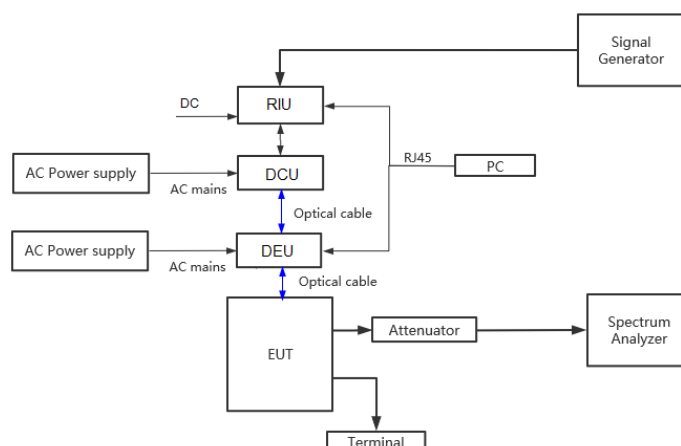 Signal
Generator
DC
RIU
RJ45
PC
AC Power supply
AC mains
DCU
Optical cable
AC Power supply
AC mains
DEU
Optical cable
EUT
Attenuator
Spectrum
Analyzer
Terminal